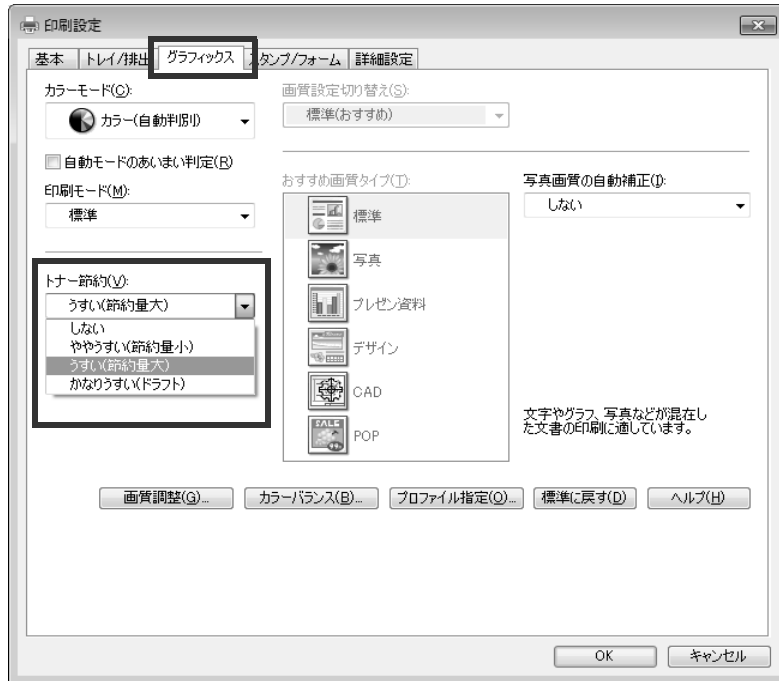 印刷設定
基本 トレイ/排出 グラフィックス スタンプ/フォーム 詳細設定
カラーモード(C):
カラー(自動判別)
自動モードのあいまい判定(R)
印刷モード(M):
標準
トナー節約(V):
うすい(節約量大)
しない
ややうすい(節約量小)
うすい(節約量大)
かなりうすい(ドラフト)
画質設定切り替え(S):
標準(おすすめ)
おすすめ画質タイプ(T):
標準
写真
プレゼン資料
デザイン
CAD
SALE
POP
写真画質の自動補正(I):
しない
文字やグラフ、写真などが混在し
た文書の印刷に適しています。
画質調整(G)... カラーバランス(B)... プロファイル指定(O)... 標準に戻す(D) ヘルプ(H)
OK キャンセル